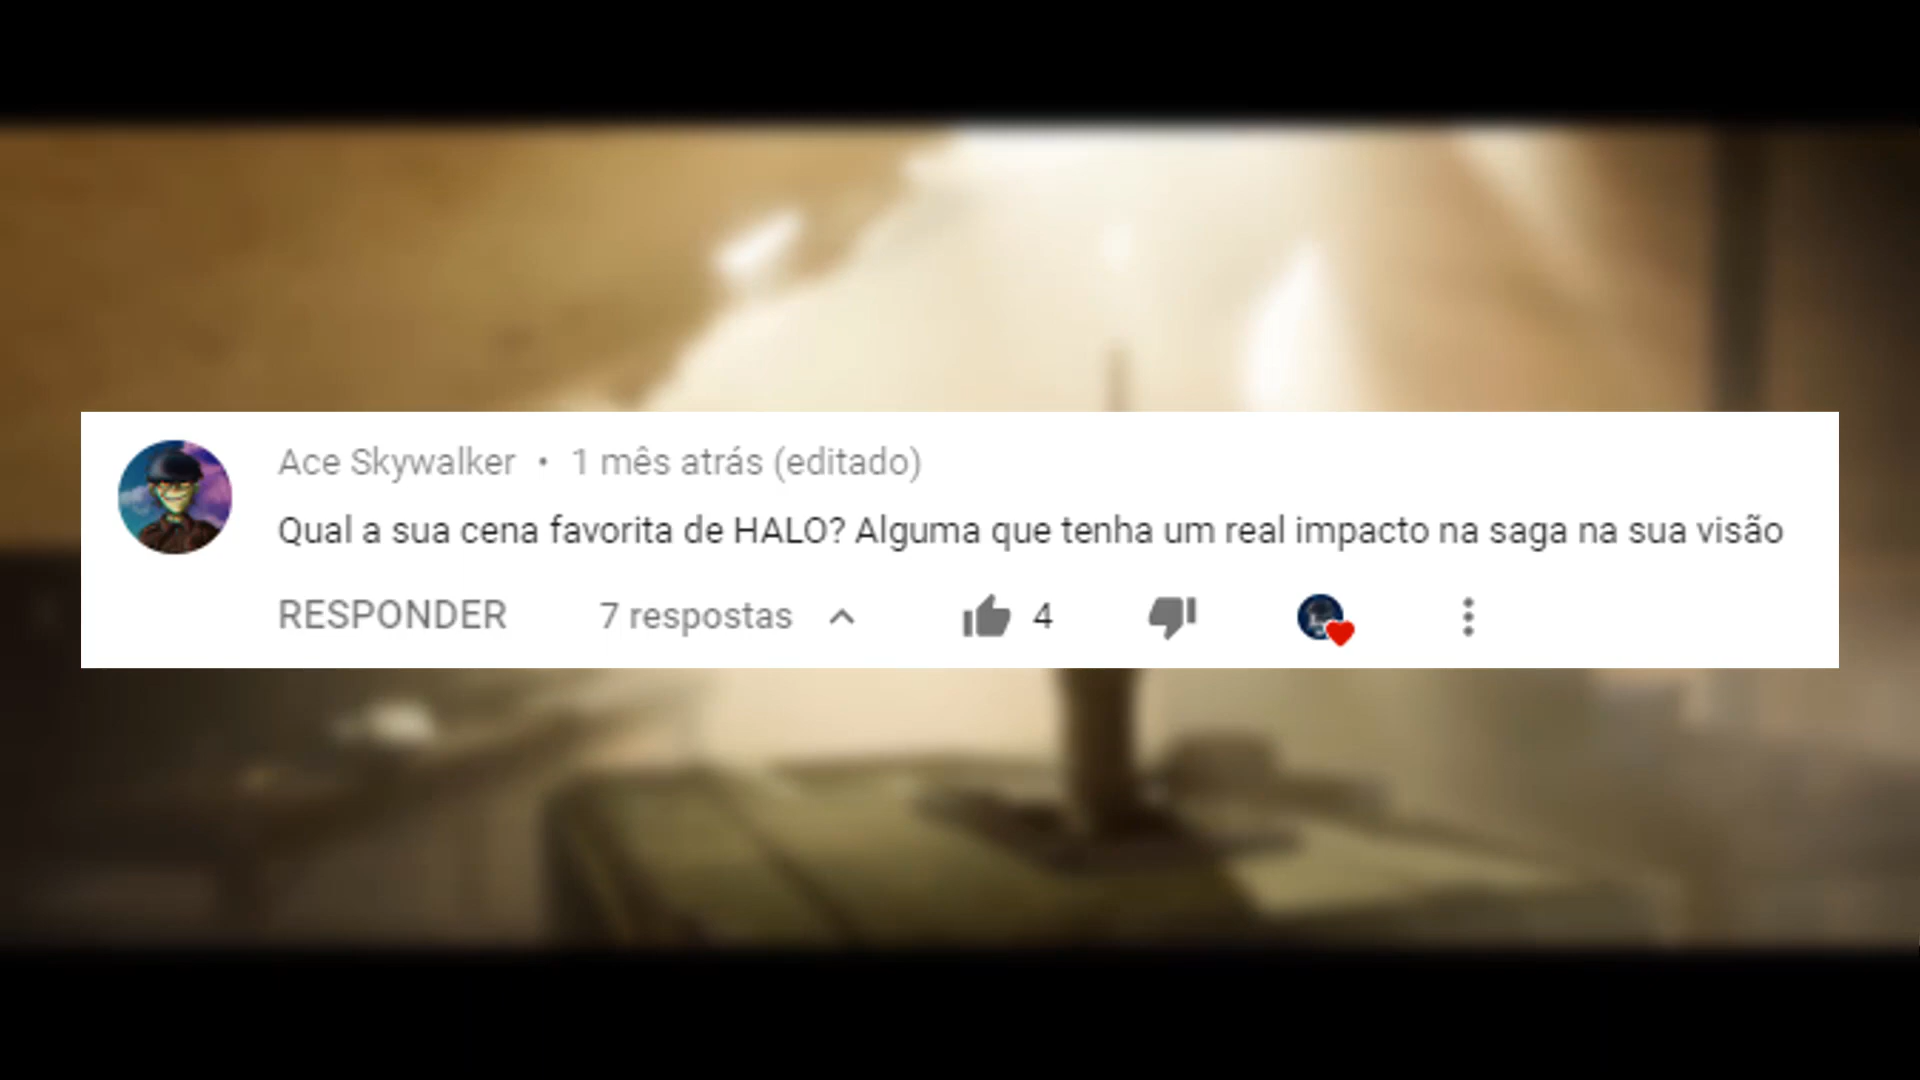 Ace Skywalker • 1 mês atrás (editado)
Qual a sua cena favorita de HALO? Alguma que tenha um real impacto na saga na sua visão
RESPONDER 7 respostas 4